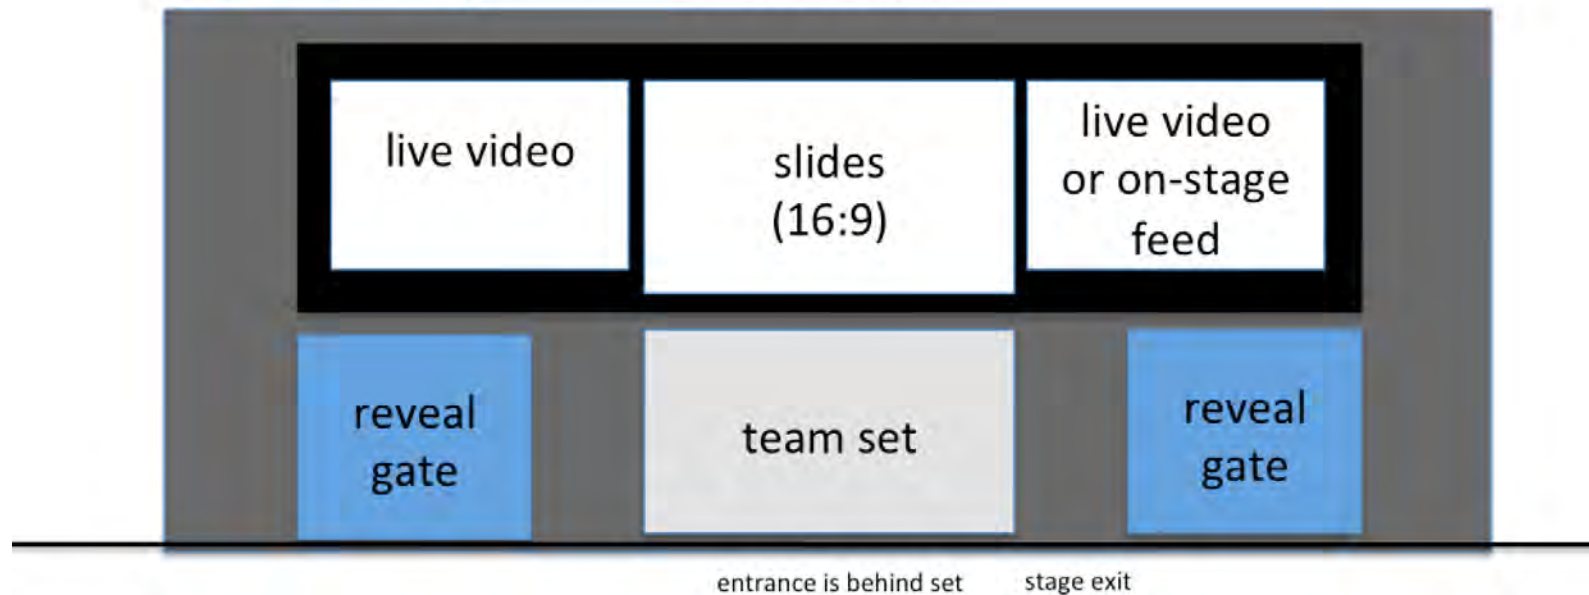 live video
slides
(16:9)
live video
or on-stage
feed
reveal
gate
team set
reveal
gate
entrance is behind set
stage exit